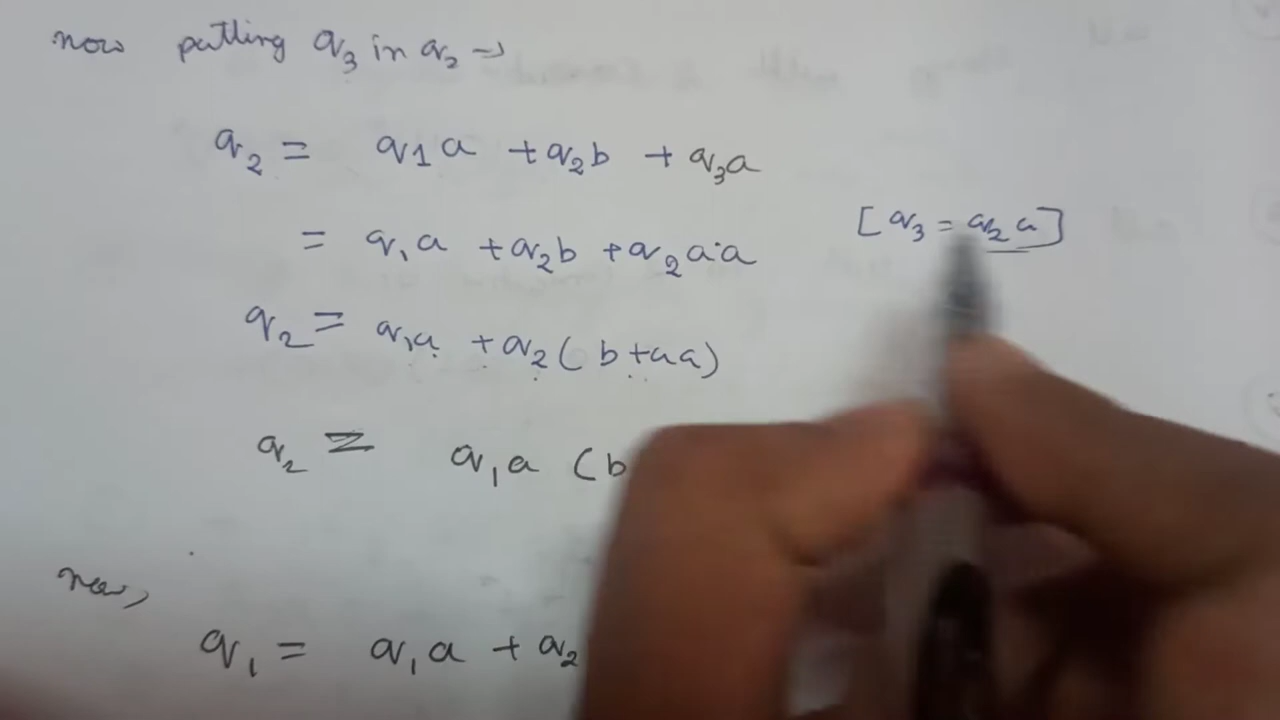 now putting q3 in q2 →
q2 = q1a + q2b + q3a
= q1a + q2b + q2a·a [q3 = q2a]
q2 = q1a + q2(b+aa)
q2 = q1a (b
now,
q1 = q1a + q2